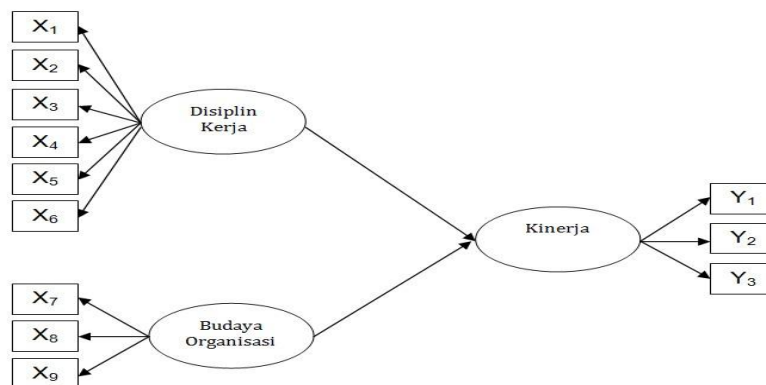 X1
X2
X3
X4
X5
X6
Disiplin
Kerja
Kinerja
Y1
Y2
Y3
X7
X8
X9
Budaya
Organisasi